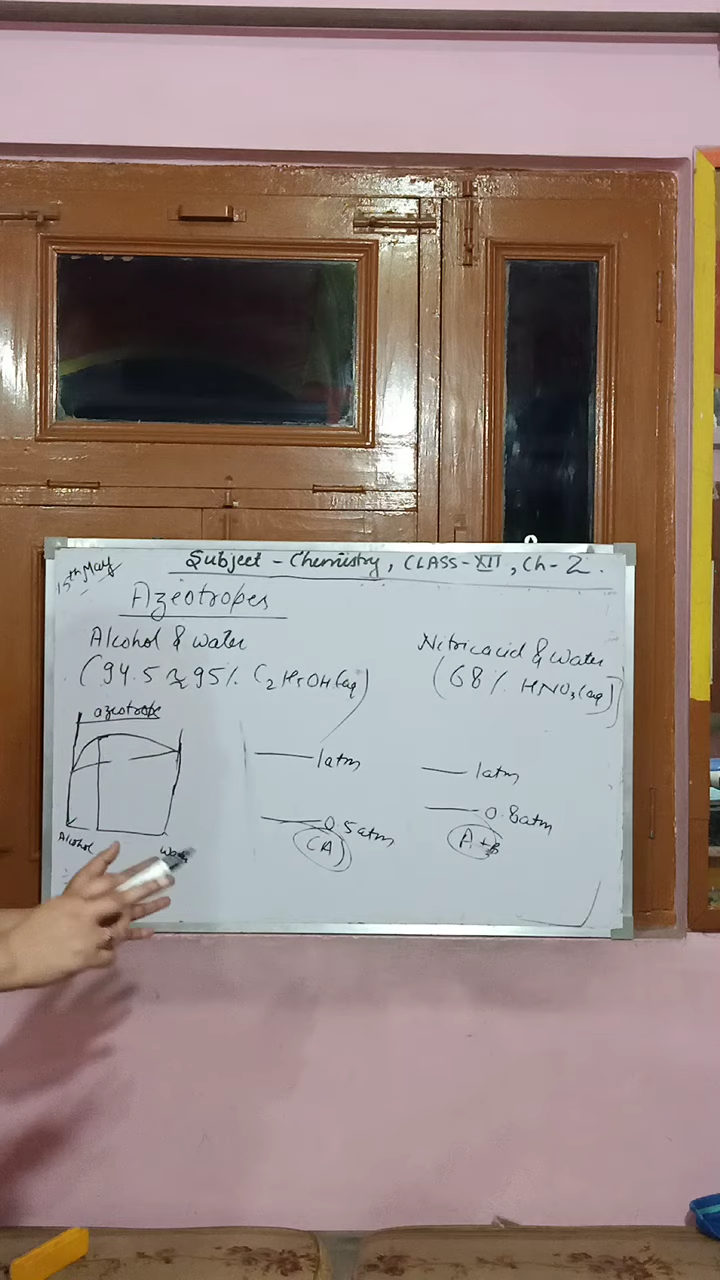 15th May
Subject - Chemistry, CLASS-XII, Ch-2.
Azeotropes
Alcohol & water
(94.5 ≈ 95% C2H5OH(aq)
Nitric acid & water
(68% HNO3(aq)]
azeotrope
1atm
0.5atm
(A)
1atm
0.8atm
A+B
Alcohol
Water